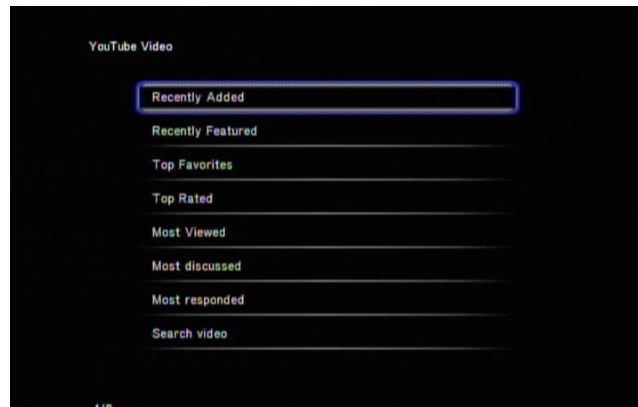 YouTube Video
Recently Added
Recently Featured
Top Favorites
Top Rated
Most Viewed
Most discussed
Most responded
Search video